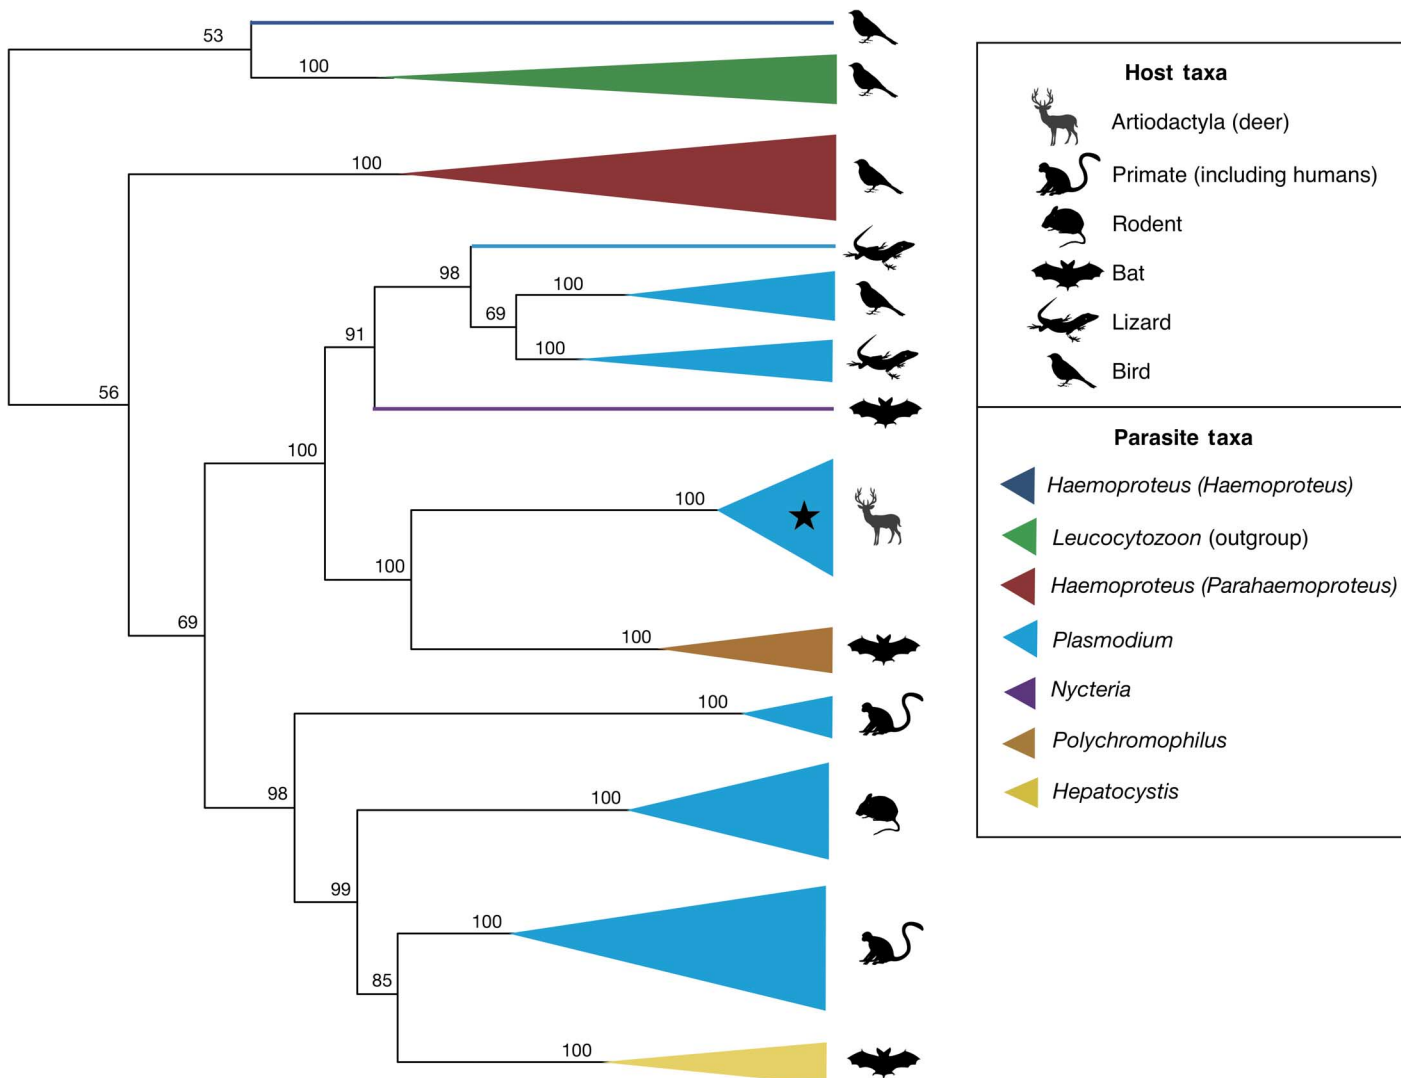 53
100
100
98
100
69
91
100
56
100
100
100
69
100
100
98
100
99
100
85
100
Host taxa
Artiodactyla (deer)
Primate (including humans)
Rodent
Bat
Lizard
Bird
Parasite taxa
Haemoproteus (Haemoproteus)
Leucocytozoon (outgroup)
Haemoproteus (Parahaemoproteus)
Plasmodium
Nycteria
Polychromophilus
Hepatocystis